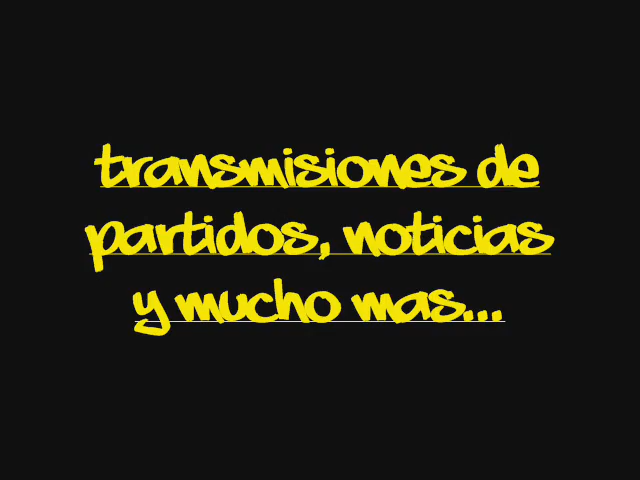 transmisiones de
partidos, noticias
y mucho mas...